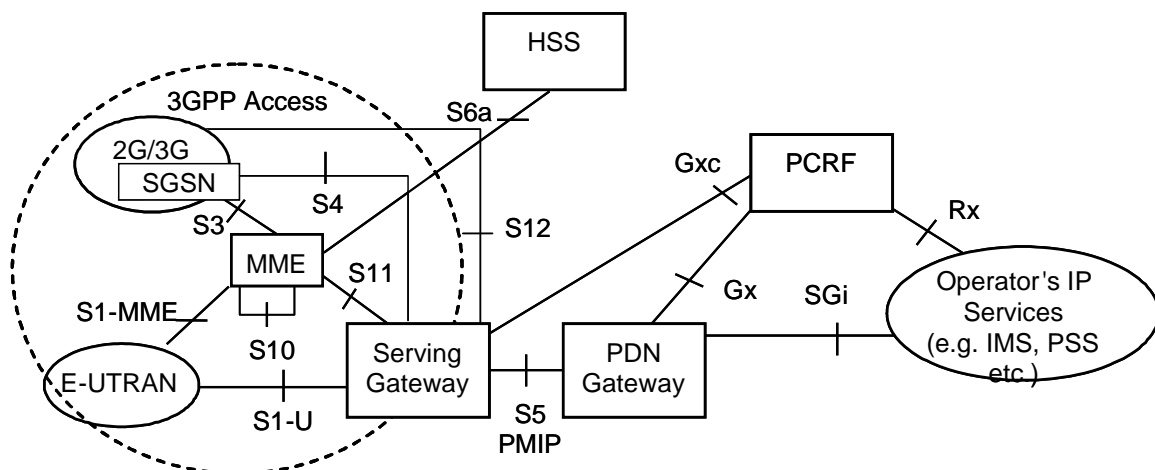 HSS
3GPP Access
S6a
2G/3G
SGSN
PCRF
Gxc
S3
S4
S12
Rx
MME
S11
Gx
SGi
Operator's IP
Services
(e.g. IMS, PSS
etc.)
S1-MME
S10
Serving
Gateway
PDN
Gateway
E-UTRAN
S1-U
S5
PMIP